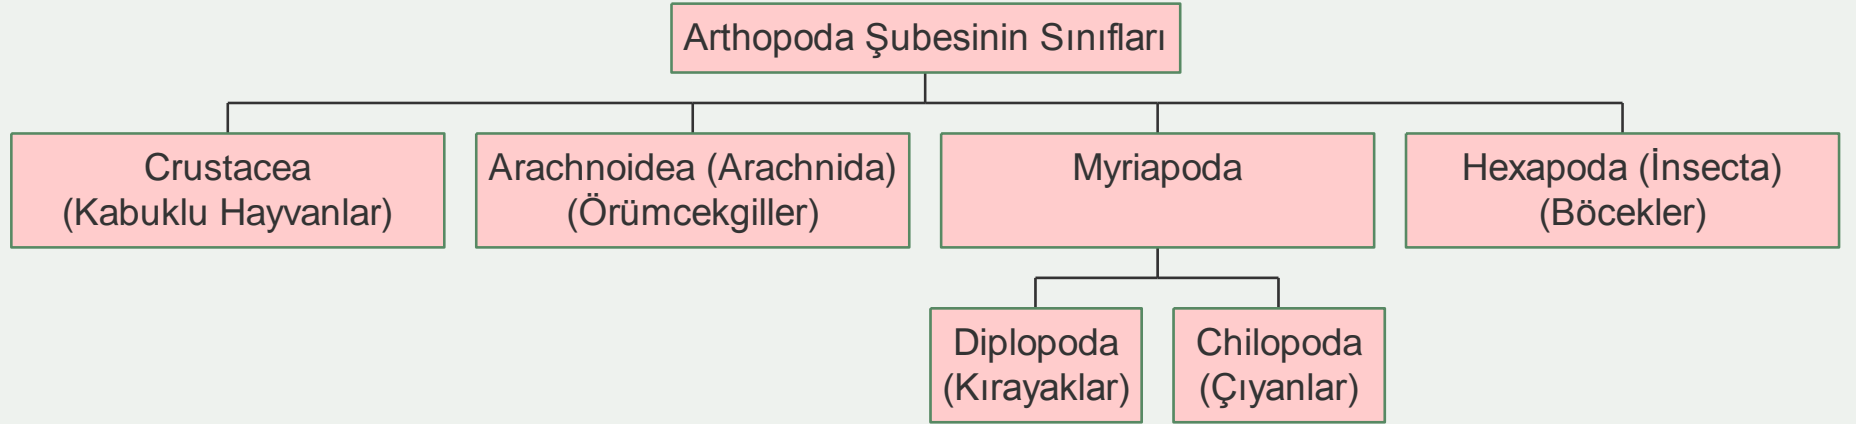 Arthopoda Şubesinin Sınıfları
Crustacea
(Kabuklu Hayvanlar)
Arachnoidea (Arachnida)
(Örümcekgiller)
Myriapoda
Hexapoda (İnsecta)
(Böcekler)
Diplopoda
(Kırayaklar)
Chilopoda
(Çıyanlar)